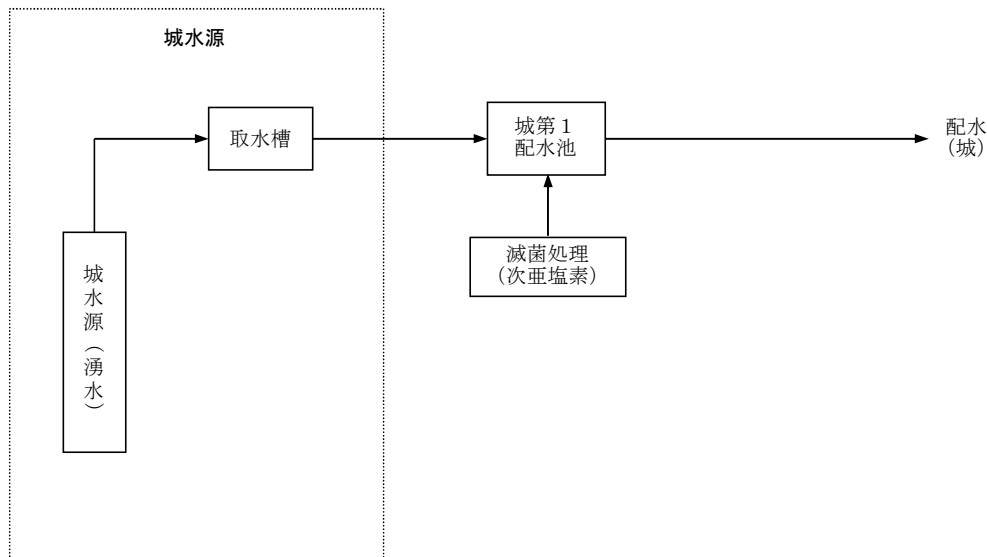 城水源
取水槽
城第１
配水池
配水
（城）
滅菌処理
（次亜塩素）
城水源（湧水）